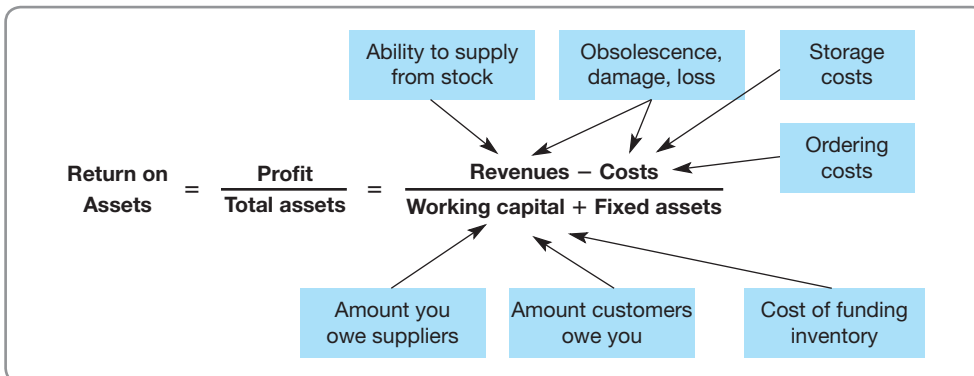 Ability to supply
from stock
Obsolescence,
damage, loss
Storage
costs
Ordering
costs
Return on
Assets
=
Profit
Total assets
=
Revenues − Costs
Working capital + Fixed assets
Amount you
owe suppliers
Amount customers
owe you
Cost of funding
inventory